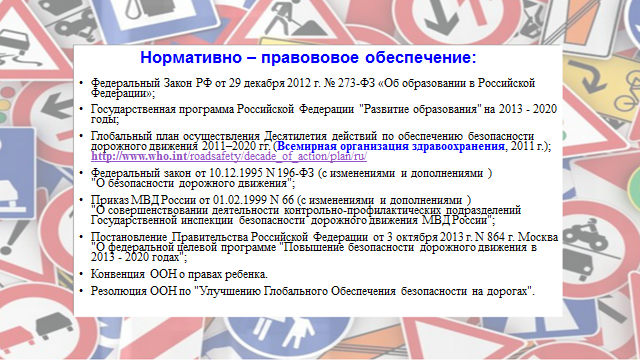 Нормативно – правововое обеспечение:
• Федеральный Закон РФ от 29 декабря 2012 г. № 273-ФЗ «Об образовании в Российской
Федерации»;
• Государственная программа Российской Федерации "Развитие образования" на 2013 - 2020
годы;
• Глобальный план осуществления Десятилетия действий по обеспечению безопасности
дорожного движения 2011–2020 гг. (Всемирная организация здравоохранения, 2011 г.);
http://www.who.int/roadsafety/decade_of_action/plan/ru/
• Федеральный закон от 10.12.1995 N 196-ФЗ (с изменениями и дополнениями )
"О безопасности дорожного движения";
• Приказ МВД России от 01.02.1999 N 66 (с изменениями и дополнениями )
"О совершенствовании деятельности контрольно-профилактических подразделений
Государственной инспекции безопасности дорожного движения МВД России";
• Постановление Правительства Российской Федерации от 3 октября 2013 г. N 864 г. Москва
"О федеральной целевой программе "Повышение безопасности дорожного движения в
2013 - 2020 годах";
• Конвенция ООН о правах ребенка.
• Резолюция ООН по "Улучшению Глобального Обеспечения безопасности на дорогах".